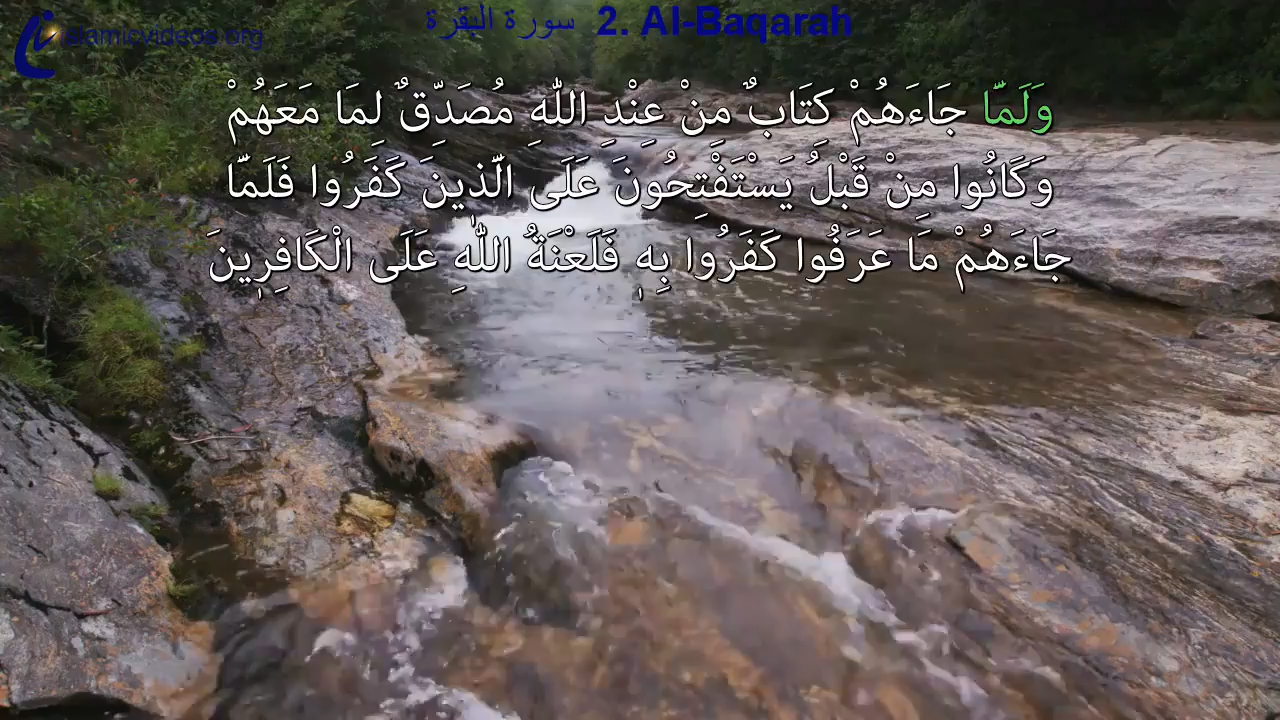 islamicvideos.org
سورة البقرة 2. Al-Baqarah
وَلَمَّا جَاءَهُمْ كِتَابٌ مِنْ عِنْدِ اللَّهِ مُصَدِّقٌ لِمَا مَعَهُمْ
وَكَانُوا مِنْ قَبْلُ يَسْتَفْتِحُونَ عَلَى الَّذِينَ كَفَرُوا فَلَمَّا
جَاءَهُمْ مَا عَرَفُوا كَفَرُوا بِهِ فَلَعْنَةُ اللَّهِ عَلَى الْكَافِرِينَ